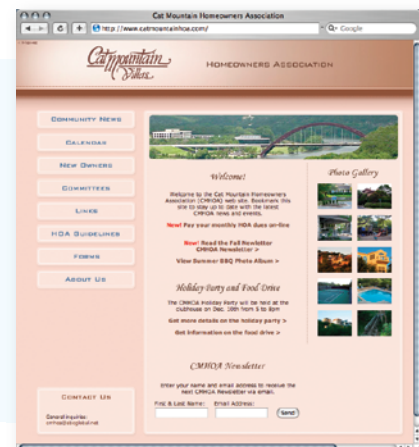 Cat Mountain Homeowners Association
http://www.catmountainhoa.com/
Google
Catmountain
Villas
HOMEOWNERS ASSOCIATION
COMMUNITY NEWS
CALENDAR
NEW OWNERS
COMMITTEES
LINKS
HOA GUIDELINES
FORMS
ABOUT US
CONTACT US
General inquiries:
cmhoa@sbcglobal.net
Welcome!
Welcome to the Cat Mountain Homeowners
Association (CMHOA) web site. Bookmark this
site to stay up to date with the latest
CMHOA news and events.
New! Pay your monthly HOA dues on-line
New! Read the Fall Newsletter
CMHOA Newsletter >
View Summer BBQ Photo Album >
Holiday Party and Food Drive
The CMHOA Holiday Party will be held at the
clubhouse on Dec. 10th from 5 to 8pm
Get more details on the holiday party >
Get information on the food drive >
CMHOA Newsletter
Enter your name and email address to receive the
next CMHOA Newsletter via email.
First & Last Name: Email Address:
Send
Photo Gallery